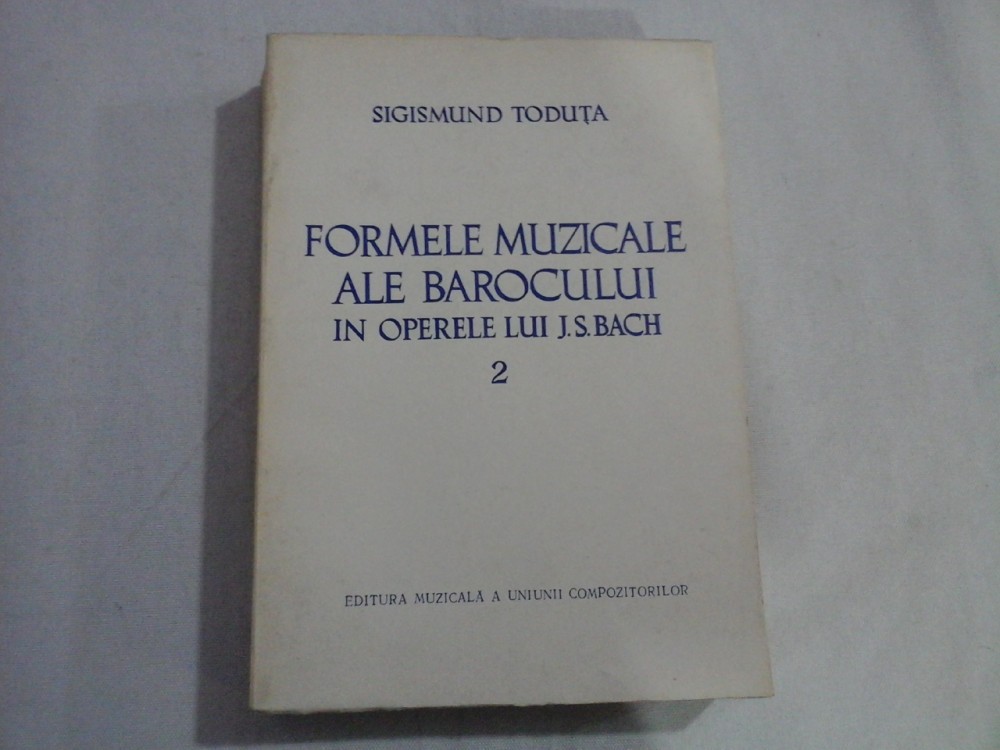 SIGISMUND TODUȚA
FORMELE MUZICALE
ALE BAROCULUI
IN OPERELE LUI J. S. BACH
2
EDITURA MUZICALĂ A UNIUNII COMPOZITORILOR